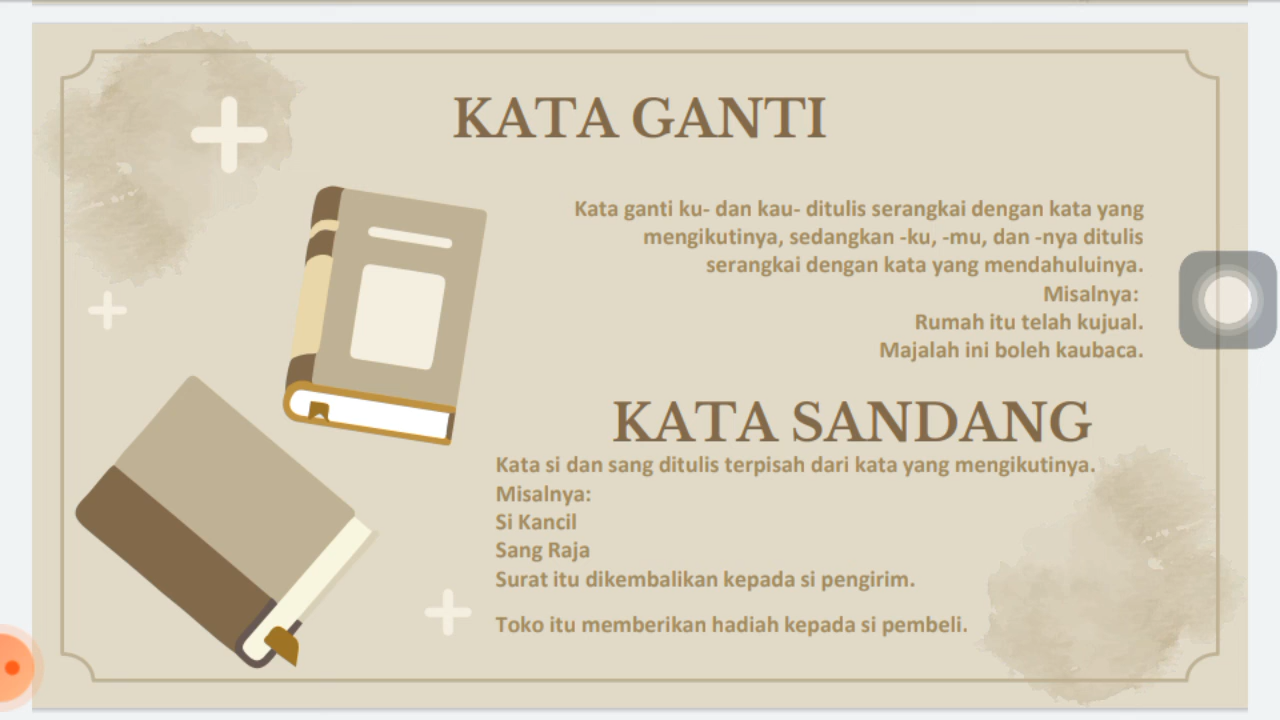 KATA GANTI
Kata ganti ku- dan kau- ditulis serangkai dengan kata yang
mengikutinya, sedangkan -ku, -mu, dan -nya ditulis
serangkai dengan kata yang mendahuluinya.
Misalnya:
Rumah itu telah kujual.
Majalah ini boleh kaubaca.
KATA SANDANG
Kata si dan sang ditulis terpisah dari kata yang mengikutinya.
Misalnya:
Si Kancil
Sang Raja
Surat itu dikembalikan kepada si pengirim.
Toko itu memberikan hadiah kepada si pembeli.